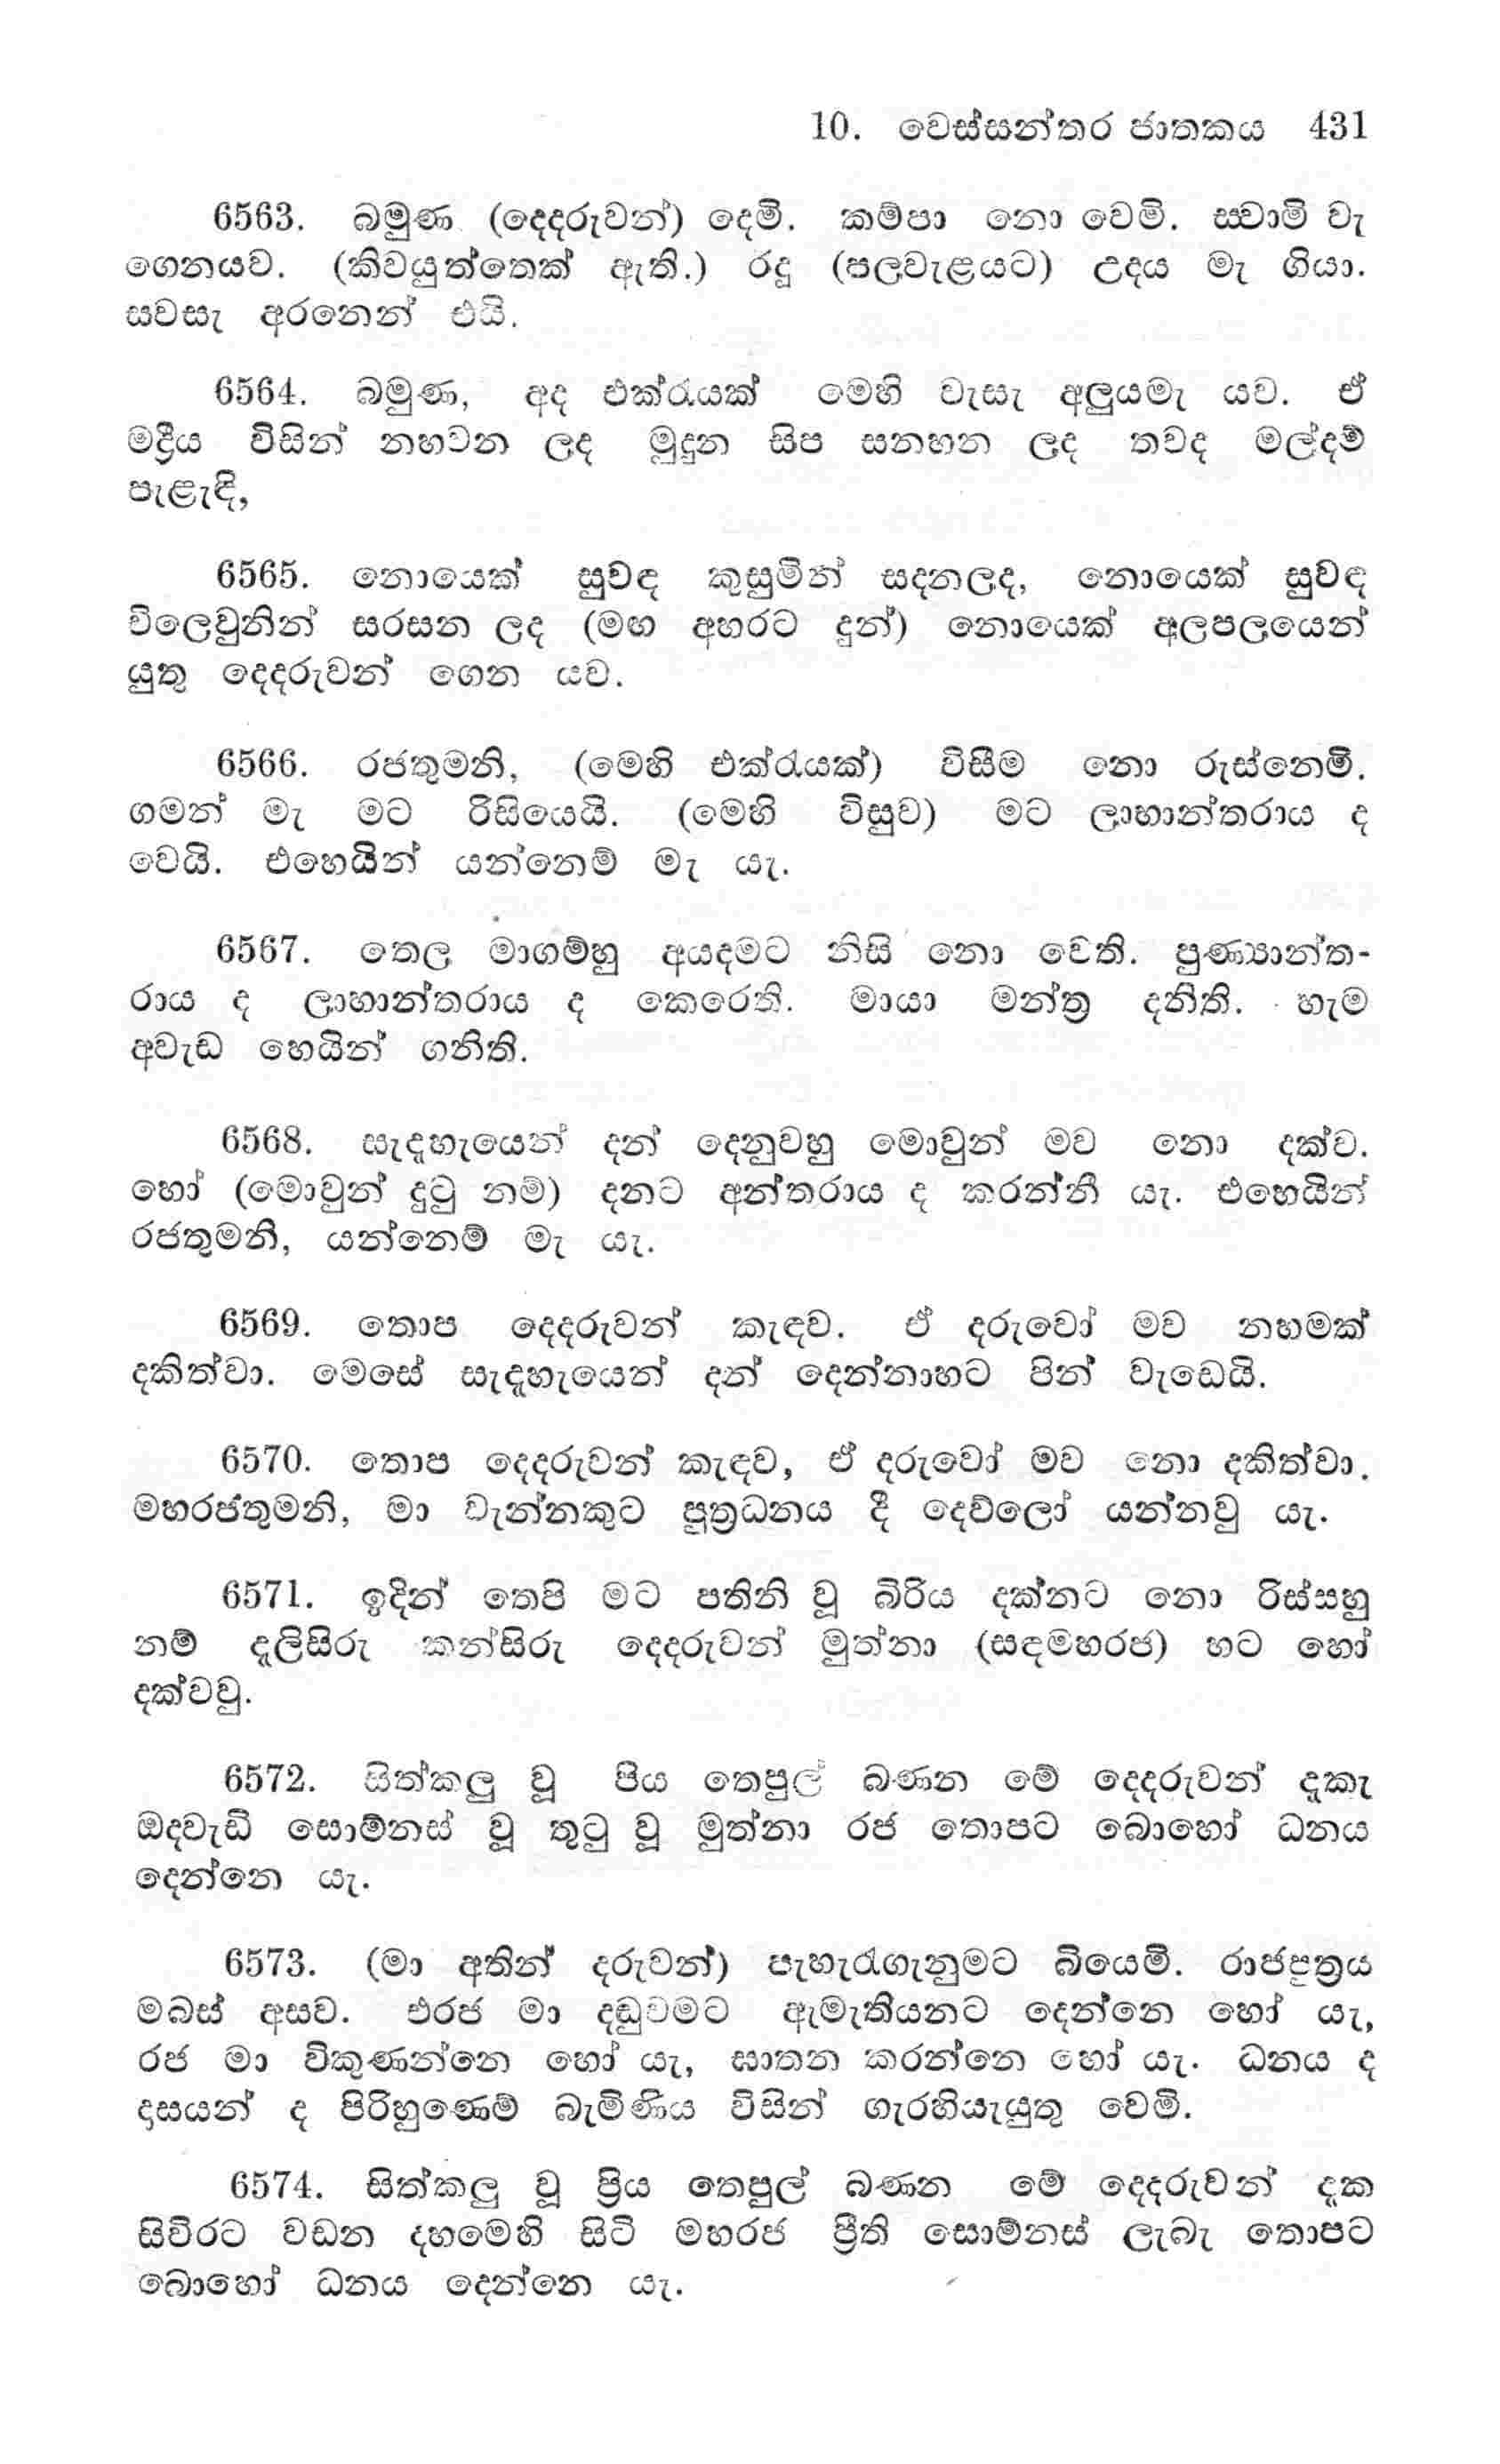 10. වෙස්සන්තර ජාතකය 431
6563. බමුණ (දෙදරුවන්) දෙමි. කම්පා නො වෙමි. ස්වාමි වැ
ගෙනයව. (කිවයුත්තෙක් ඇති.) රදූ (පලවැළයට) උදය මැ ගියා.
සවසැ අරනෙන් එයි.
6564. බමුණ, අද එක්රැයක් මෙහි වැසැ අලුයමැ යව. ඒ
මද්‍රීය විසින් නහවන ලද මුදුන සිප සනහන ලද තවද මල්දම්
පැළැඳි,
6565. නොයෙක් සුවඳ කුසුමින් සදනලද, නොයෙක් සුවඳ
විලෙවුනින් සරසන ලද (මඟ අහරට දුන්) නොයෙක් අලපලයෙන්
යුතු දෙදරුවන් ගෙන යව.
6566. රජතුමනි, (මෙහි එක්රැයක්) විසීම නො රුස්නෙමි.
ගමන් මැ මට රිසියෙයි. (මෙහි විසුව) මට ලාභාන්තරාය ද
වෙයි. එහෙයින් යන්නෙම් මැ යැ.
6567. තෙල මාගම්හු අයදමට නිසි නො වෙති. පුණ්‍යාන්ත-
රාය ද ලාභාන්තරාය ද කෙරෙති. මායා මන්ත්‍ර දනිති. හැම
අවැඩ හෙයින් ගනිති.
6568. සැදැහැයෙන් දන් දෙනුවහු මොවුන් මව නො දක්ව.
හෝ (මොවුන් දුටු නම්) දනට අන්තරාය ද කරන්නී යැ. එහෙයින්
රජතුමනි, යන්නෙම් මැ යැ.
6569. තොප දෙදරුවන් කැඳව. ඒ දරුවෝ මව නහමක්
දකිත්වා. මෙසේ සැදැහැයෙන් දන් දෙන්නාහට පින් වැඩෙයි.
6570. තොප දෙදරුවන් කැඳව, ඒ දරුවෝ මව නො දකිත්වා.
මහරජතුමනි, මා වැන්නකුට පුත්‍රධනය දී දෙව්ලෝ යන්නවු යැ.
6571. ඉදින් තෙපි මට පතිනි වූ බිරිය දක්නට නො රිස්සහු
නම් දැලිසිරු කන්සිරු දෙදරුවන් මුත්තා (සඳමහරජ) හට හෝ
දක්වවු.
6572. සිත්කලු වූ පිය තෙපුල් බණන මේ දෙදරුවන් දැකැ
ඔදවැඩි සොම්නස් වූ තුටු වූ මුත්තා රජ තොපට බොහෝ ධනය
දෙන්නෙ යැ.
6573. (මා අතින් දරුවන්) පැහැරැගැනුමට බියෙමි. රාජපුත්‍රය
මබස් අසව. එරජ මා දඬුවමට ඇමැතියනට දෙන්නෙ හෝ යැ,
රජ මා විකුණන්නෙ හෝ යැ, ඝාතන කරන්නෙ හෝ යැ. ධනය ද
දාසයන් ද පිරිහුණෙම් බැමිණිය විසින් ගැරහියැයුතු වෙමි.
6574. සිත්කලු වූ ප්‍රිය තෙපුල් බණන මේ දෙදරුවන් දැක
සිවිරට වඩන දහමෙහි සිටි මහරජ ප්‍රීති සොම්නස් ලැබැ තොපට
බොහෝ ධනය දෙන්නෙ යැ.